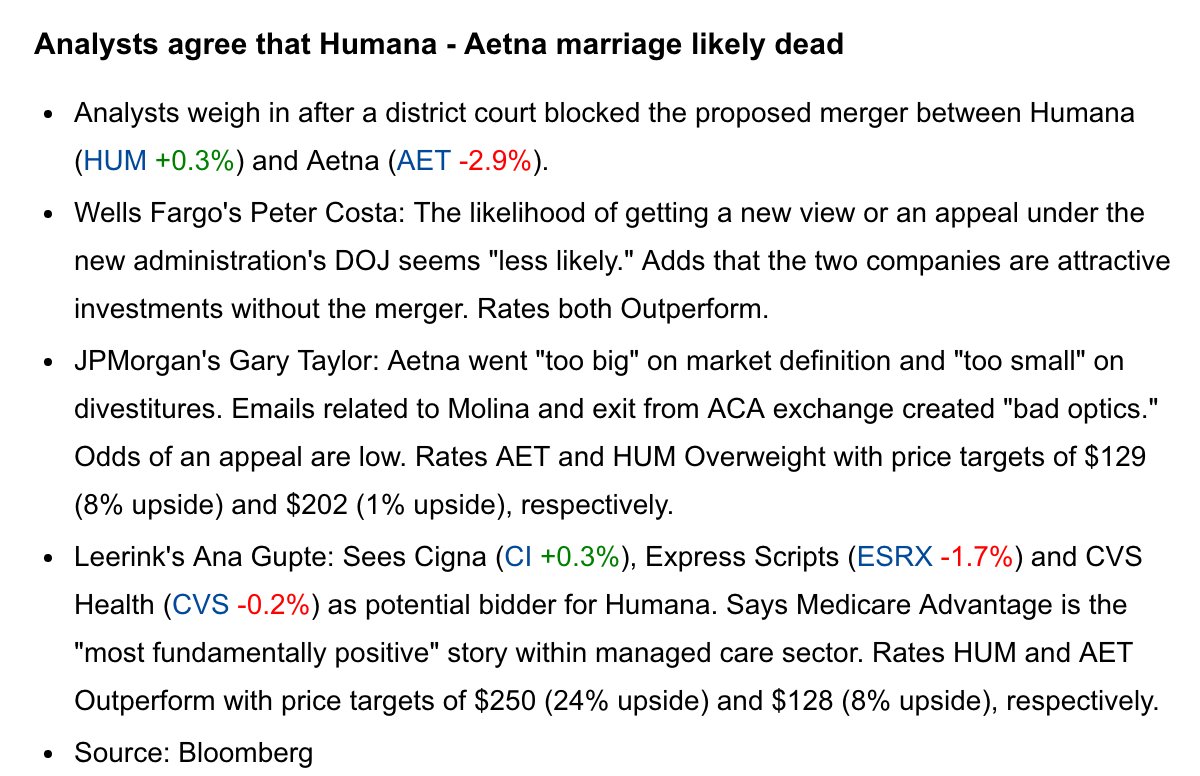 Analysts agree that Humana - Aetna marriage likely dead
• Analysts weigh in after a district court blocked the proposed merger between Humana
(HUM +0.3%) and Aetna (AET -2.9%).
• Wells Fargo's Peter Costa: The likelihood of getting a new view or an appeal under the
new administration's DOJ seems "less likely." Adds that the two companies are attractive
investments without the merger. Rates both Outperform.
• JPMorgan's Gary Taylor: Aetna went "too big" on market definition and "too small" on
divestitures. Emails related to Molina and exit from ACA exchange created "bad optics."
Odds of an appeal are low. Rates AET and HUM Overweight with price targets of $129
(8% upside) and $202 (1% upside), respectively.
• Leerink's Ana Gupte: Sees Cigna (CI +0.3%), Express Scripts (ESRX -1.7%) and CVS
Health (CVS -0.2%) as potential bidder for Humana. Says Medicare Advantage is the
"most fundamentally positive" story within managed care sector. Rates HUM and AET
Outperform with price targets of $250 (24% upside) and $128 (8% upside), respectively.
• Source: Bloomberg